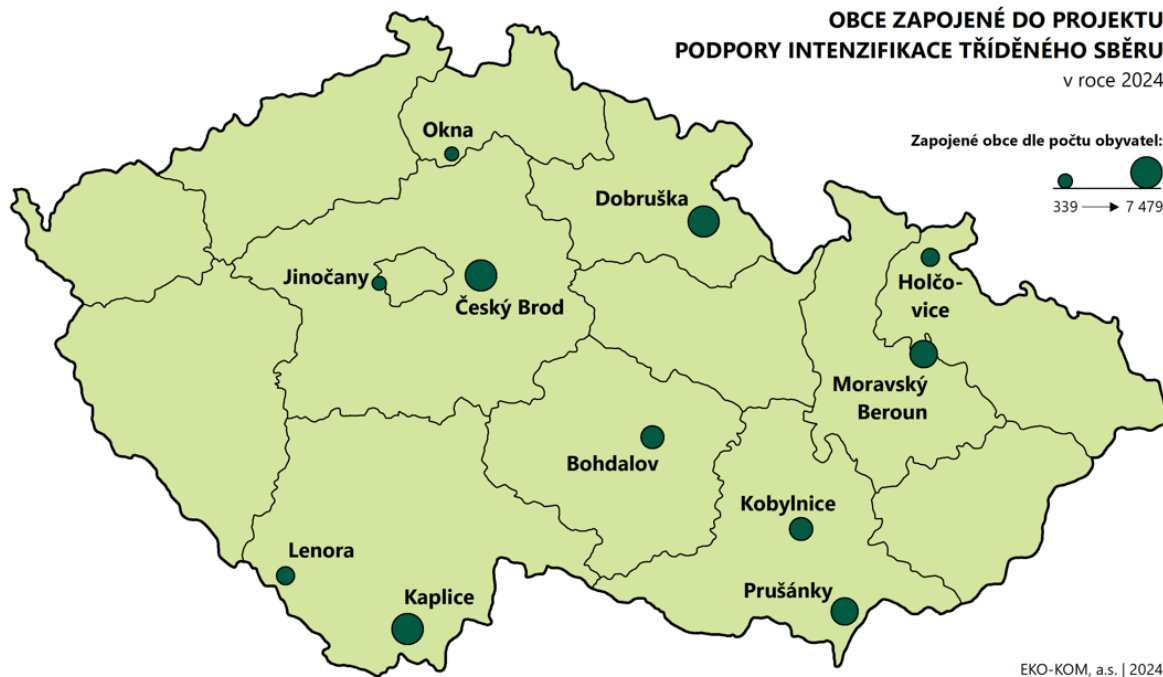 OBCE ZAPOJENÉ DO PROJEKTU
PODPORY INTENZIFIKACE TŘÍDĚNÉHO SBĚRU
v roce 2024
Zapojené obce dle počtu obyvatel:
339 → 7 479
Okna
Dobruška
Jinočany
Český Brod
Holčo-
vice
Moravský
Beroun
Bohdalov
Kobylnice
Lenora
Kaplice
Prušánky
EKO-KOM, a.s. | 2024